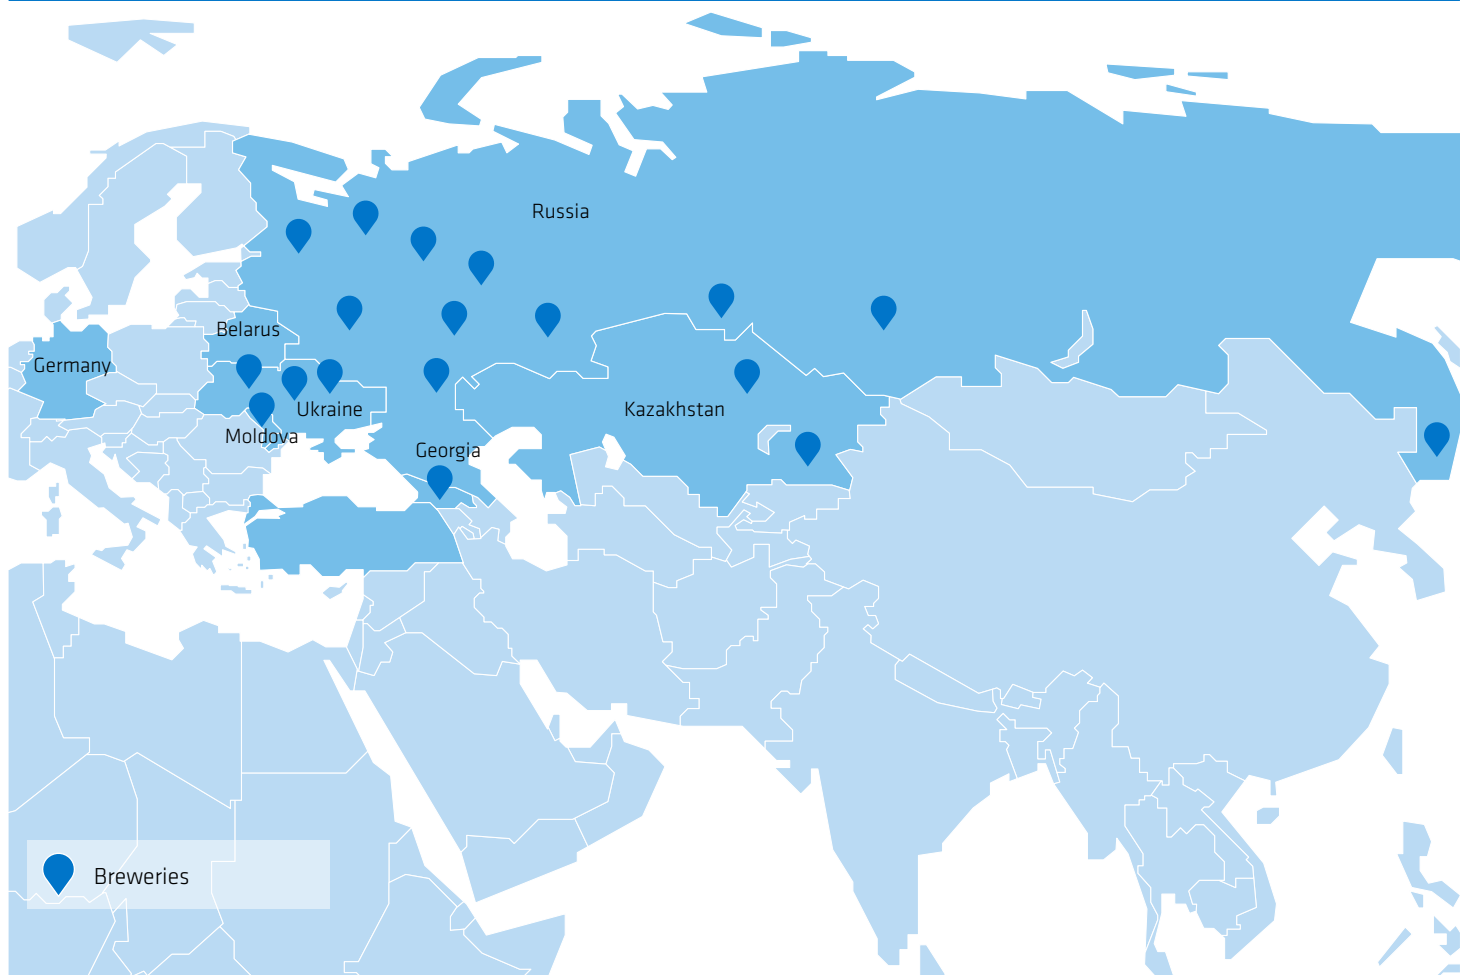 Russia
Belarus
Germany
Ukraine
Kazakhstan
Moldova
Georgia
Breweries